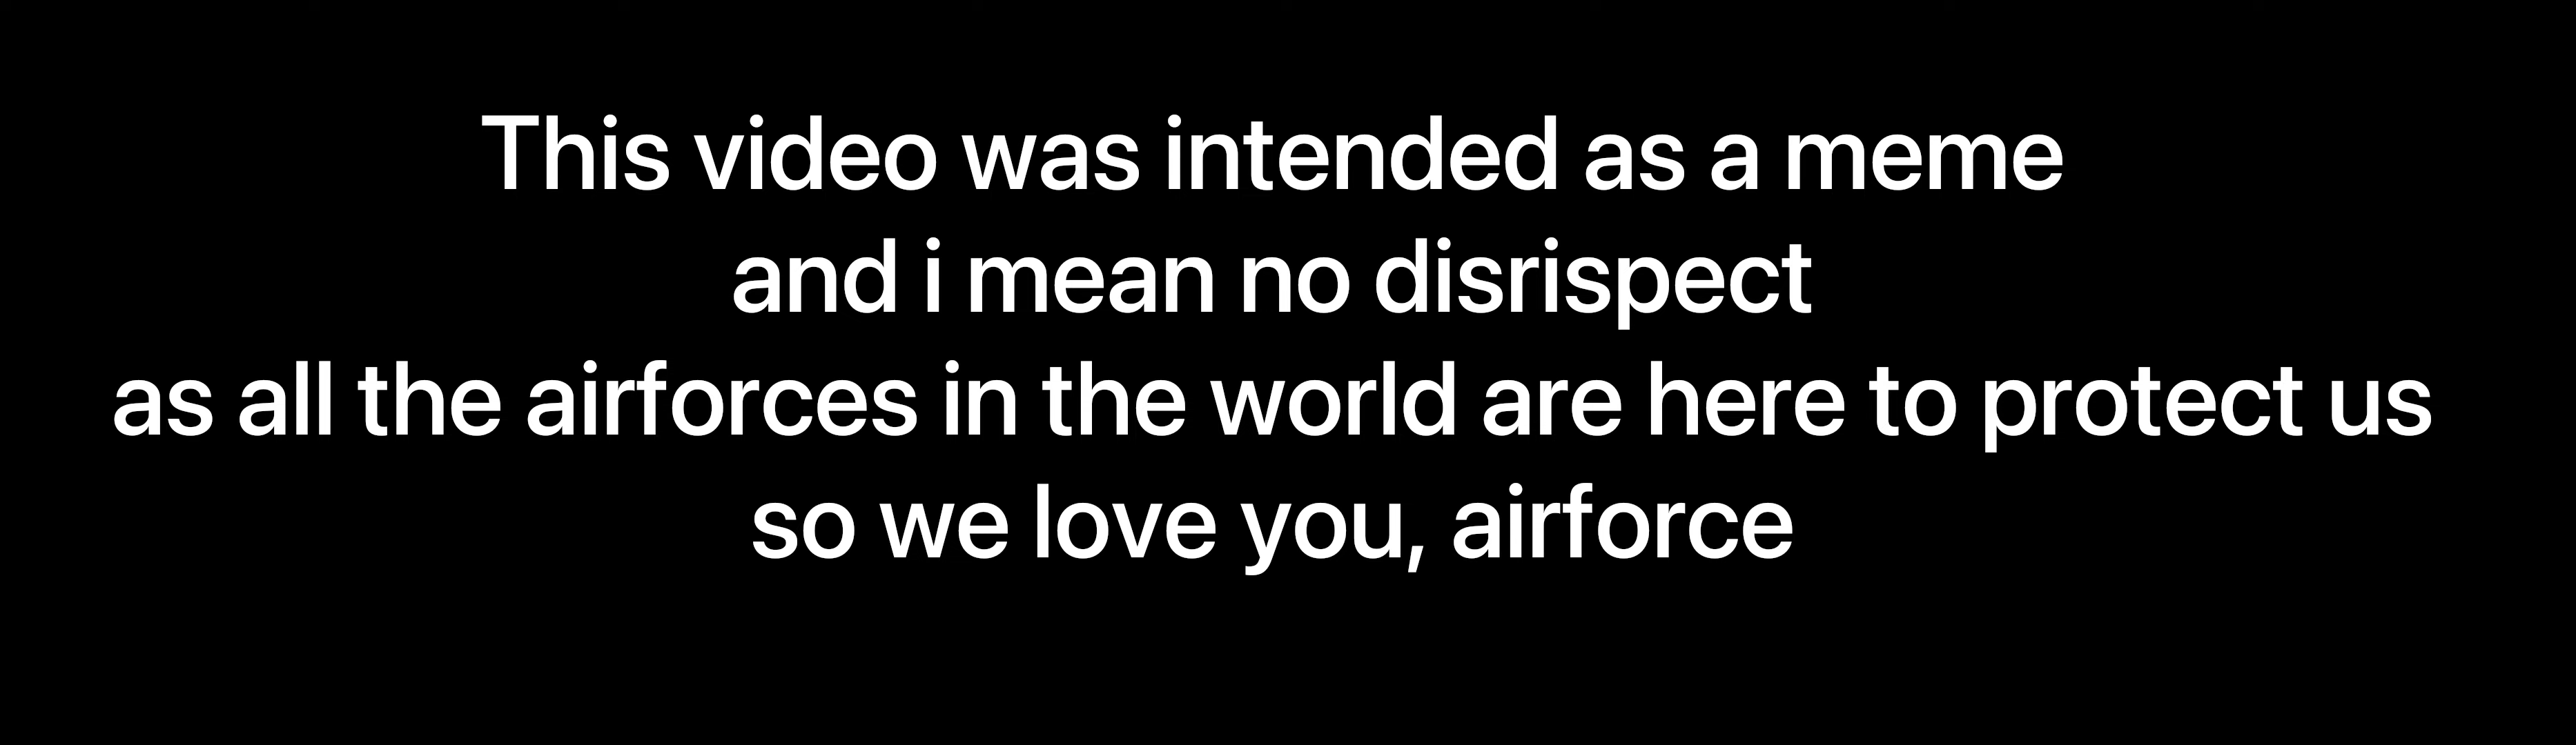 This video was intended as a meme
and i mean no disrispect
as all the airforces in the world are here to protect us
so we love you, airforce